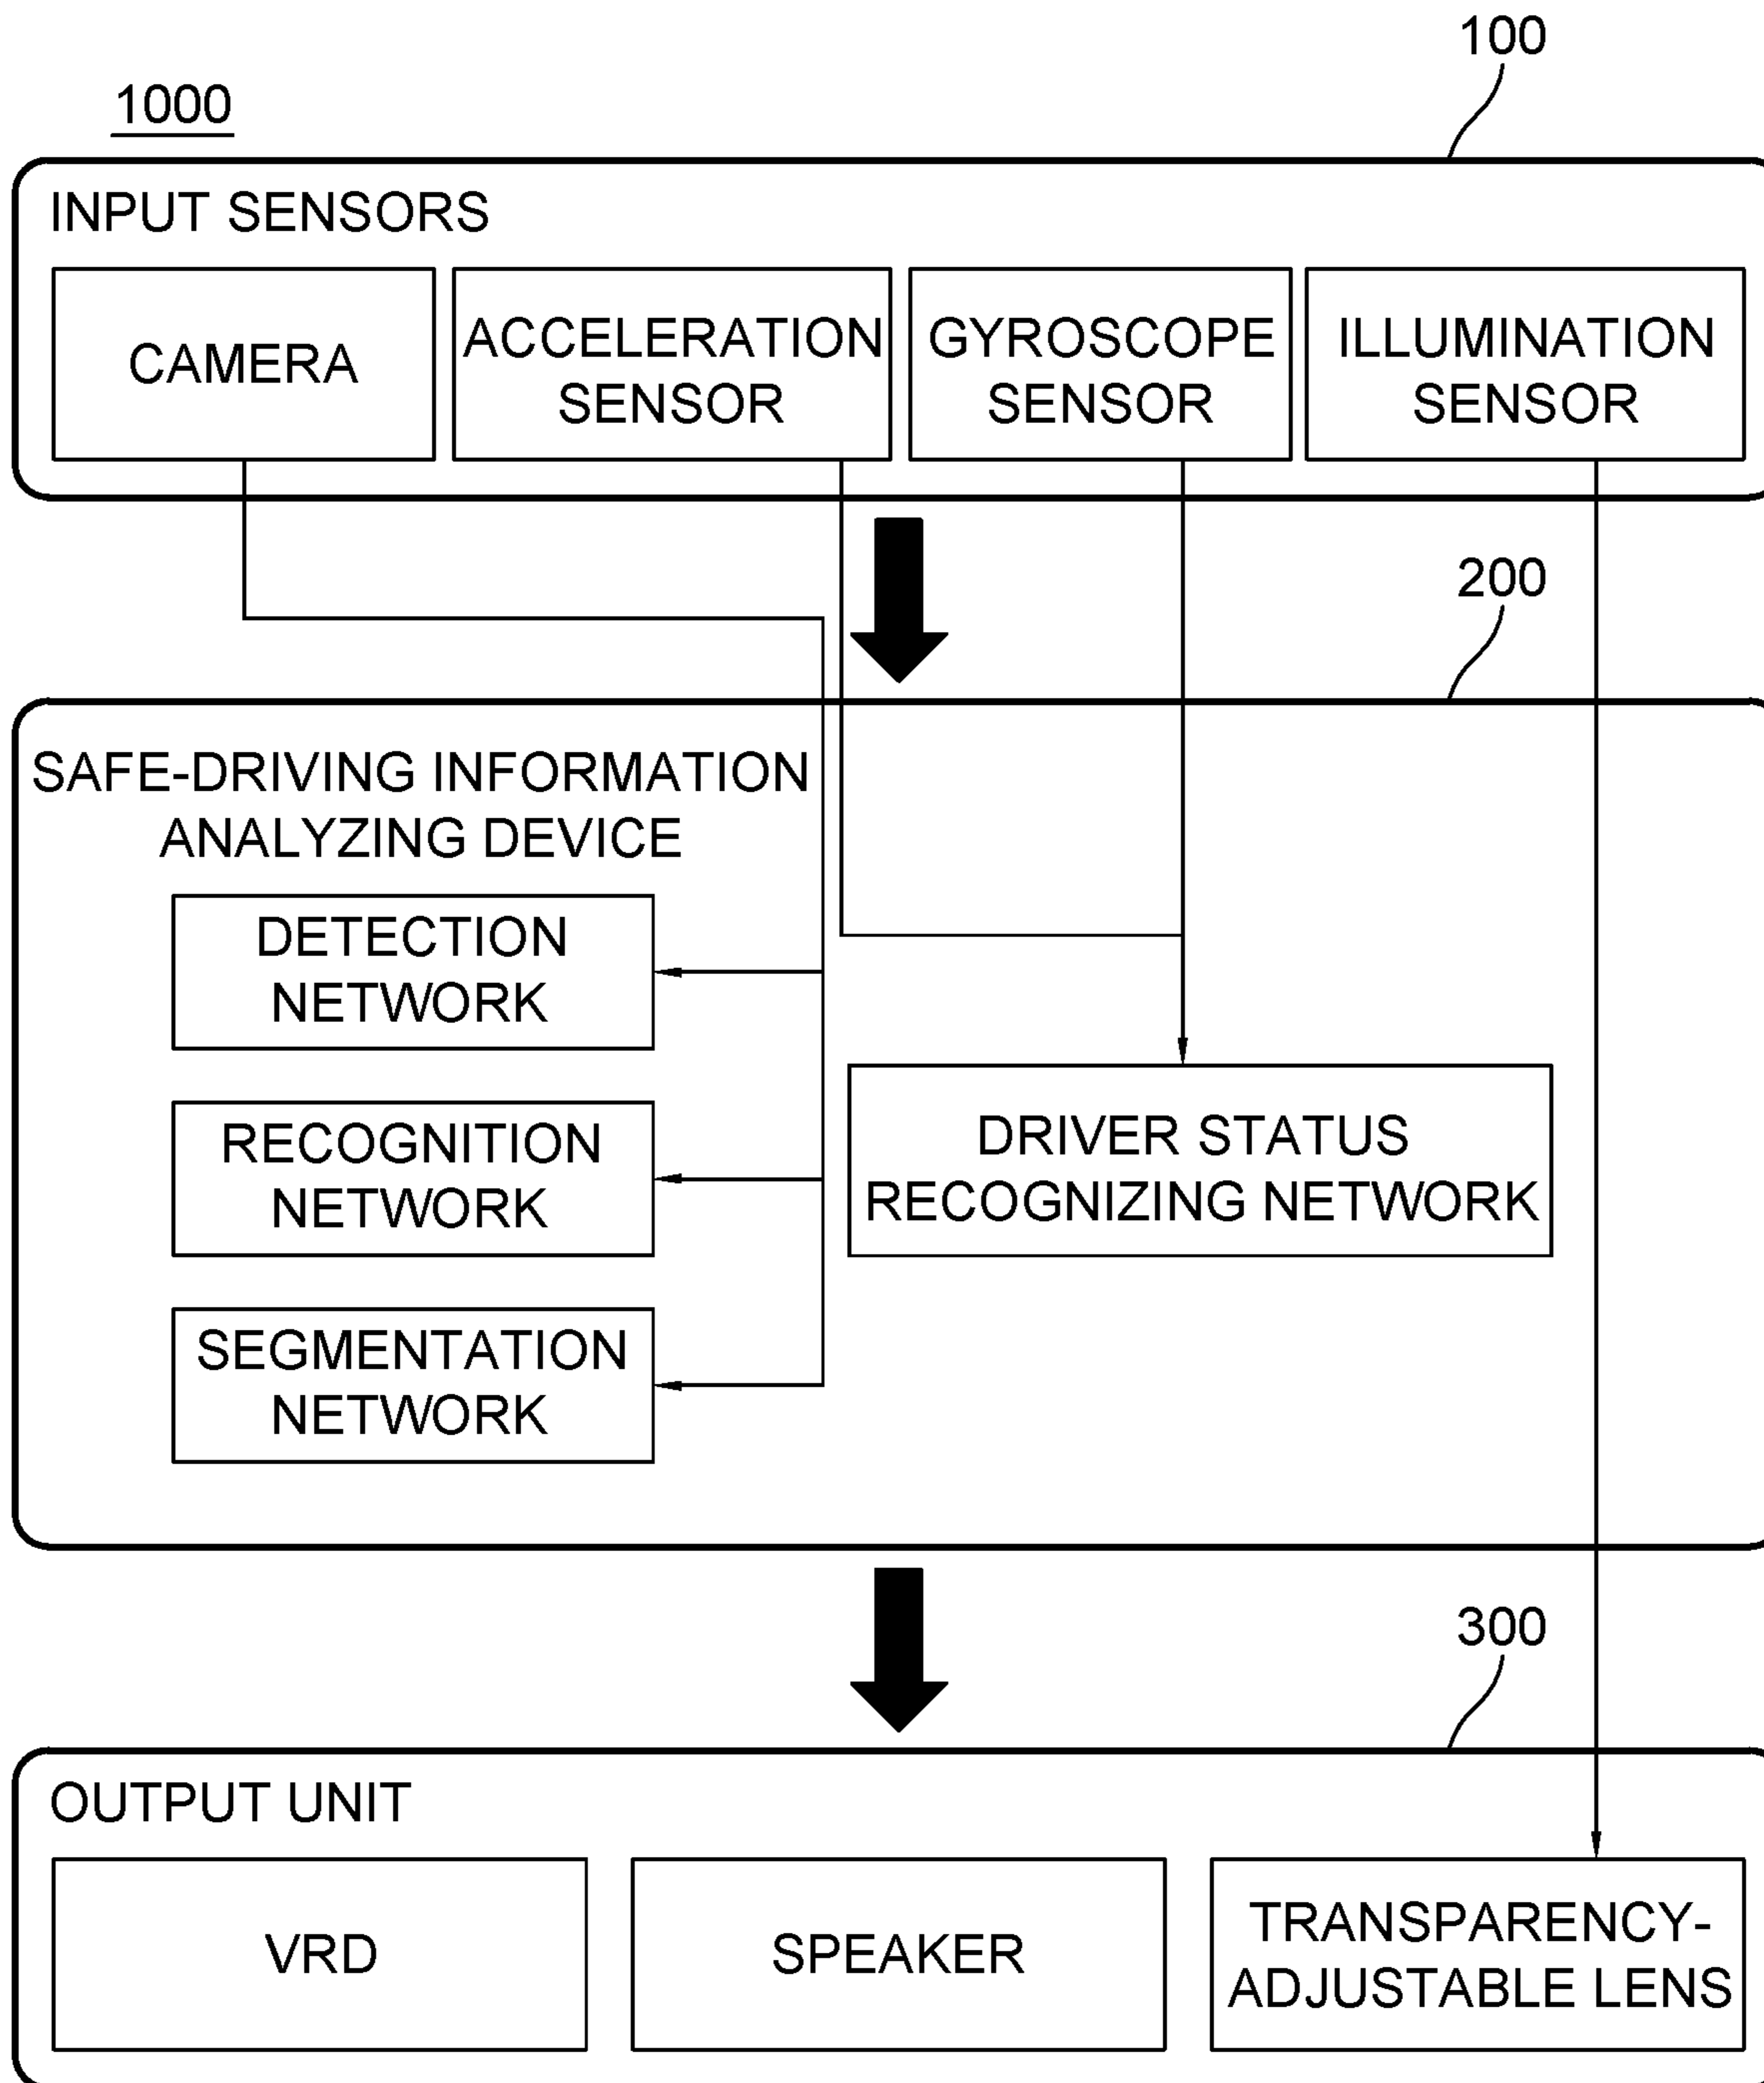 100
1000
INPUT SENSORS
CAMERA
ACCELERATION
SENSOR
GYROSCOPE
SENSOR
ILLUMINATION
SENSOR
200
SAFE-DRIVING INFORMATION
ANALYZING DEVICE
DETECTION
NETWORK
RECOGNITION
NETWORK
SEGMENTATION
NETWORK
DRIVER STATUS
RECOGNIZING NETWORK
300
OUTPUT UNIT
VRD
SPEAKER
TRANSPARENCY-
ADJUSTABLE LENS